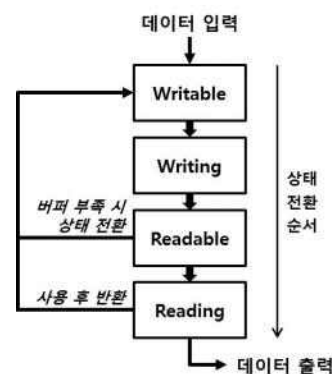 데이터 입력
Writable
Writing
버퍼 부족 시
상태 전환
Readable
사용 후 반환
Reading
상태
전환
순서
데이터 출력